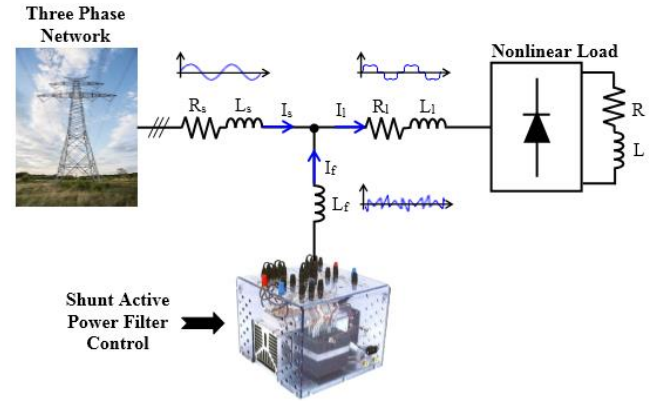 Three Phase
Network
Nonlinear Load
Rs
Ls
Is
Il
Rl
Ll
R
L
If
Lf
Shunt Active
Power Filter
Control